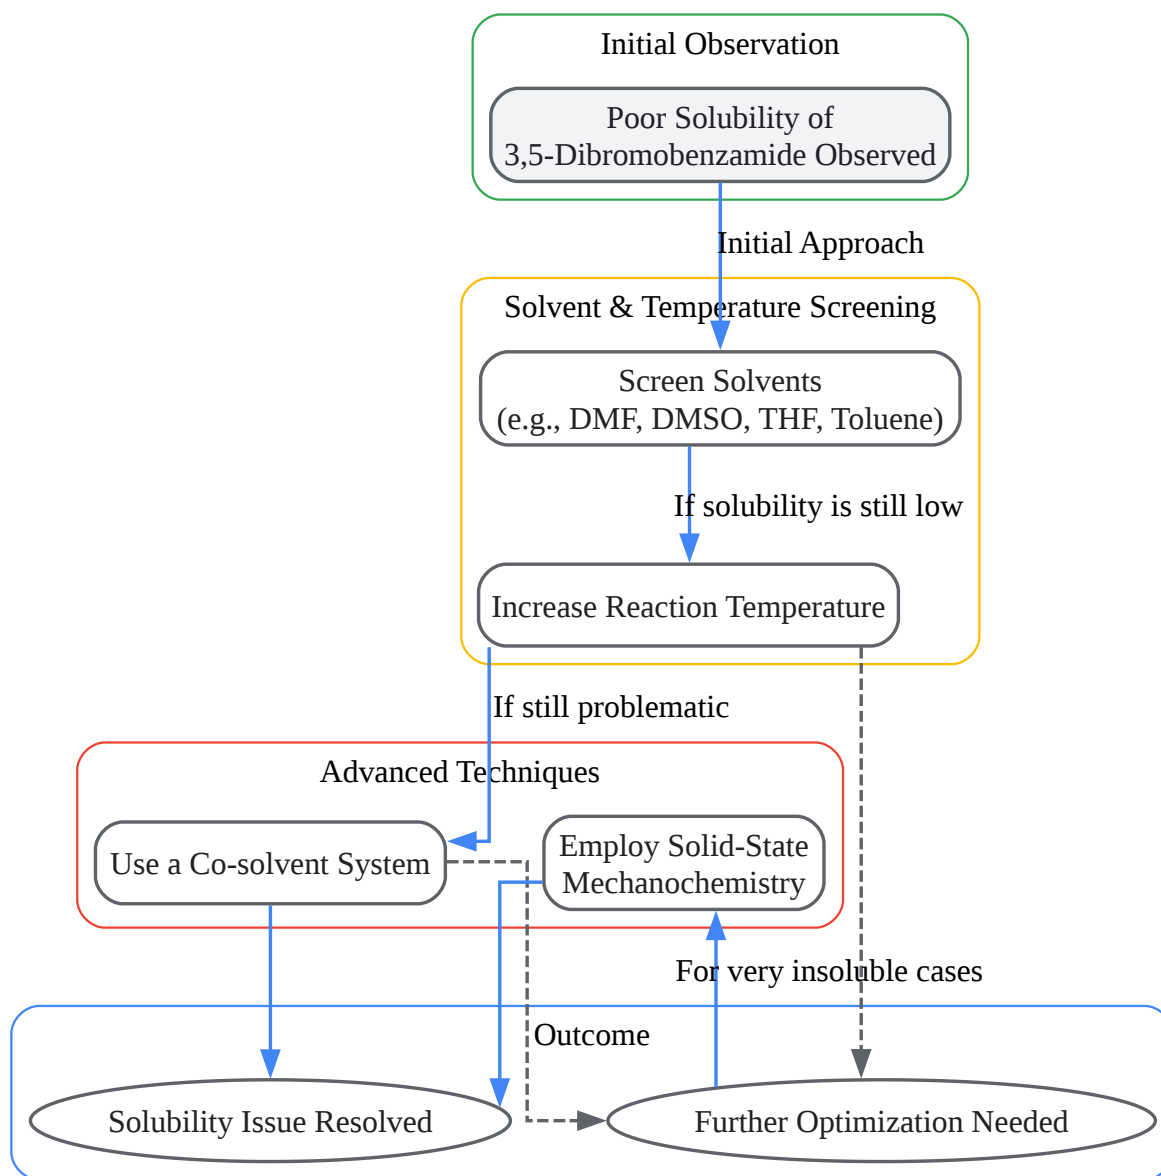 Initial Observation
Poor Solubility of
3,5-Dibromobenzamide Observed
Initial Approach
Solvent & Temperature Screening
Screen Solvents
(e.g., DMF, DMSO, THF, Toluene)
If solubility is still low
Increase Reaction Temperature
If still problematic
Advanced Techniques
Use a Co-solvent System
Employ Solid-State
Mechanochemistry
For very insoluble cases
Outcome
Solubility Issue Resolved
Further Optimization Needed